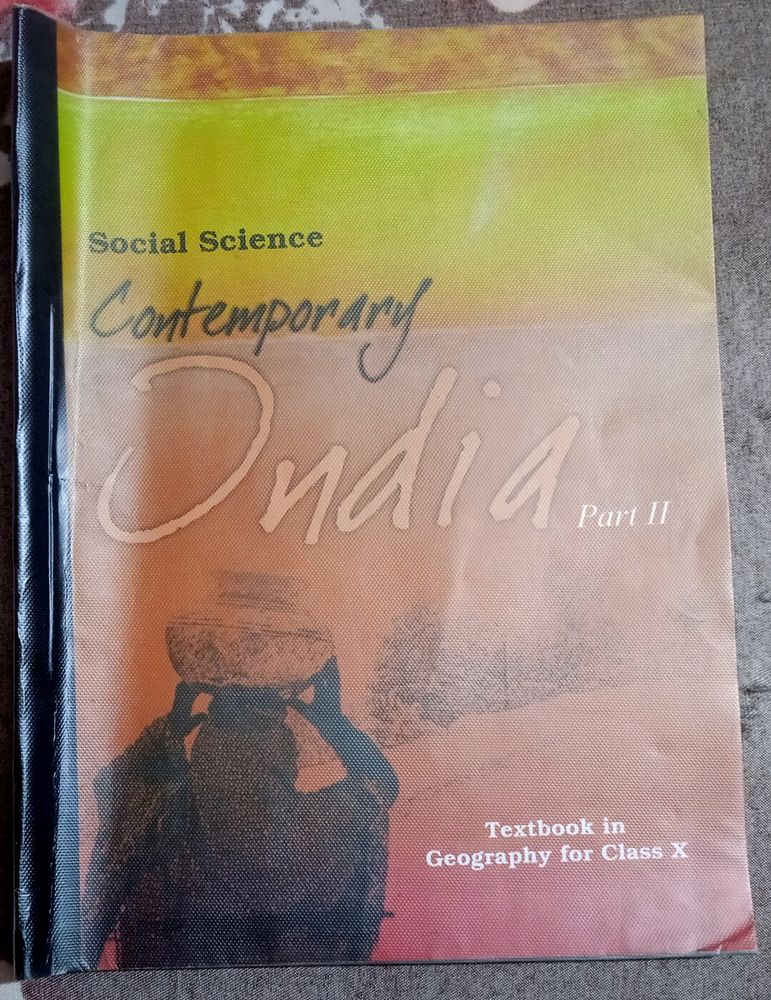 Social Science
Contemporary
India
Part II
Textbook in
Geography for Class X